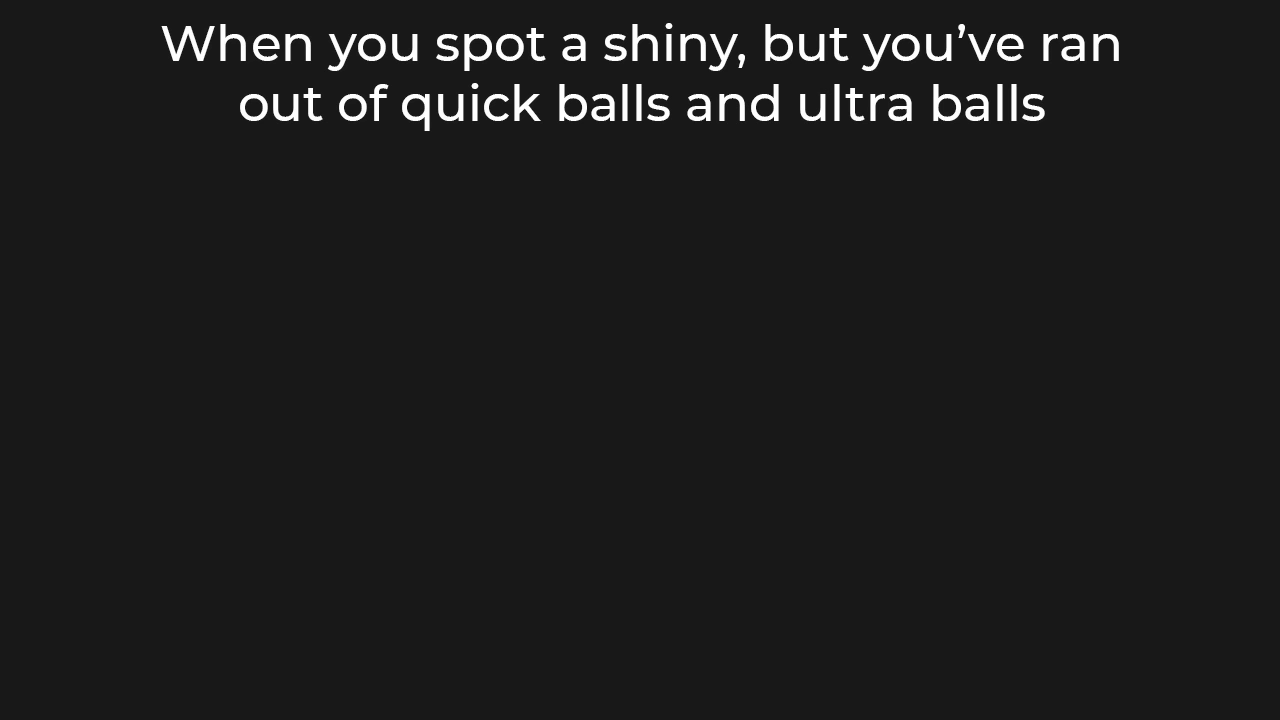 When you spot a shiny, but you’ve ran
out of quick balls and ultra balls